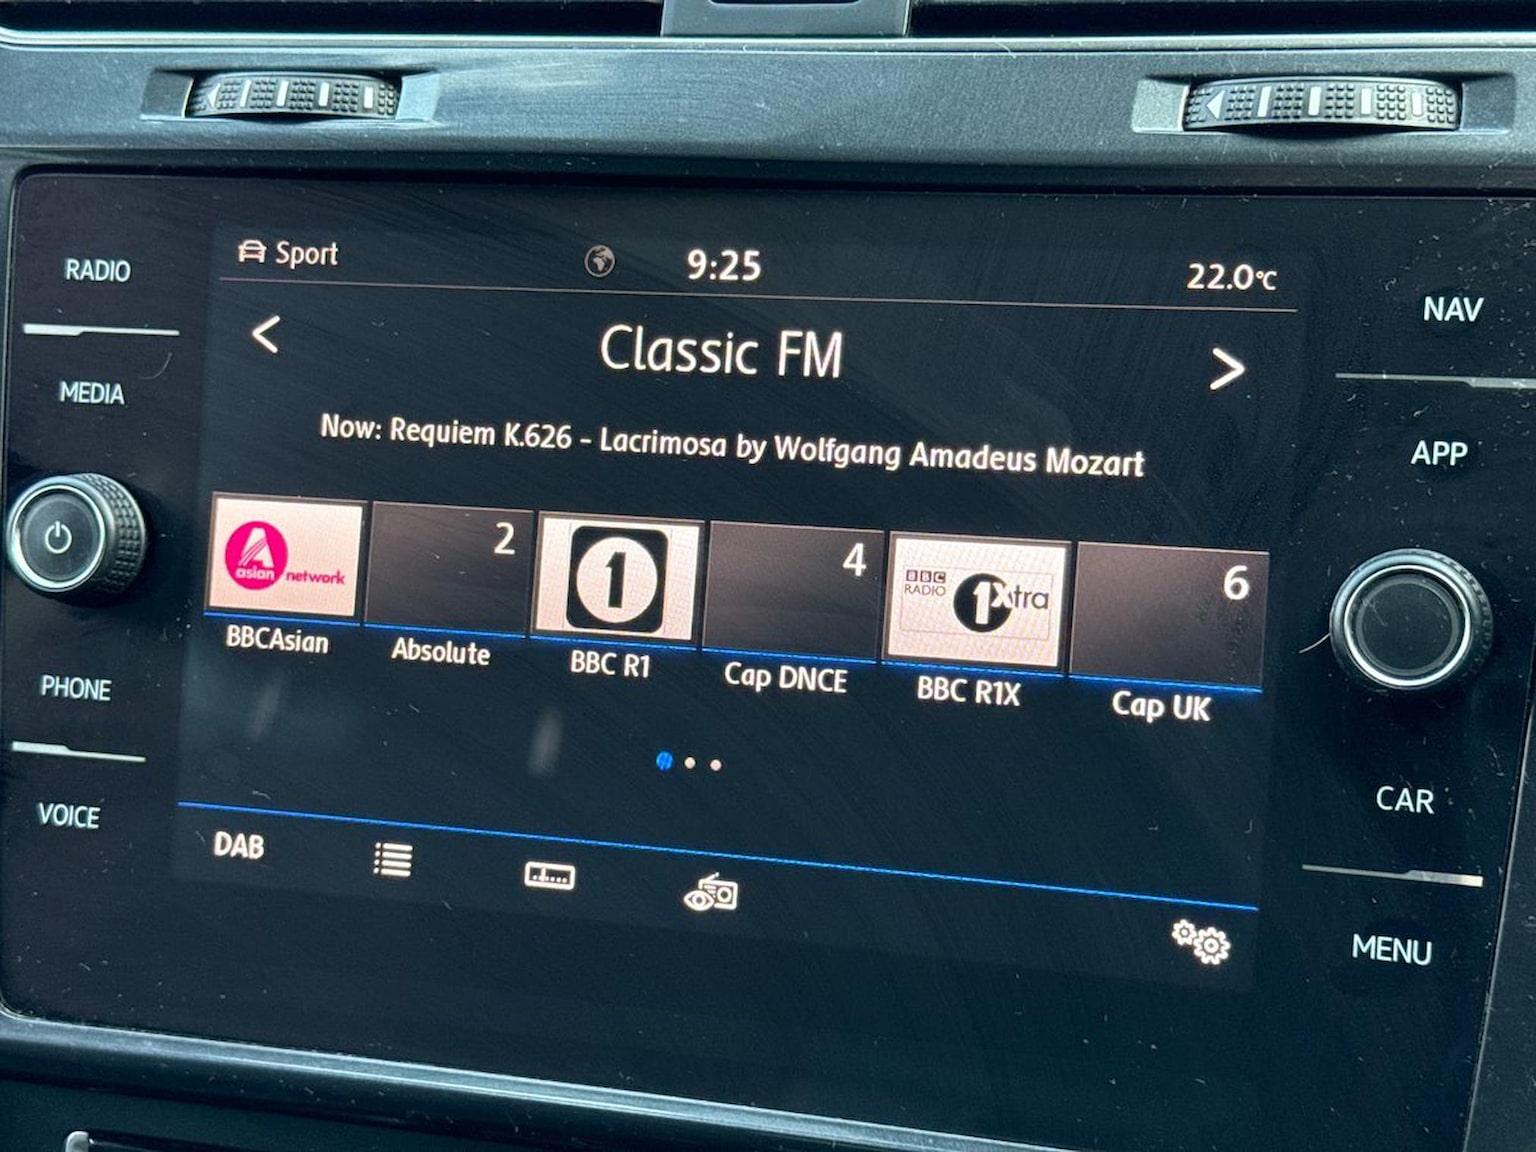 RADIO
MEDIA
PHONE
VOICE
Sport
9:25
22.0°C
<
Classic FM
>
Now: Requiem K.626 - Lacrimosa by Wolfgang Amadeus Mozart
A
asian network
2
1
4
BBC
RADIO
1Xtra
6
BBCAsian
Absolute
BBC R1
Cap DNCE
BBC R1X
Cap UK
DAB
NAV
APP
CAR
MENU